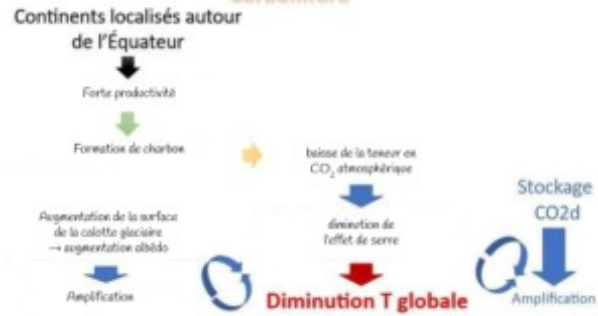 Carbonifère
Continents localisés autour
de l'Équateur
Forte productivité
Formation de charbon
baisse de la teneur en
CO₂ atmosphérique
Augmentation de la surface
de la calotte glaciaire
→ augmentation albédo
diminution de
l'effet de serre
Stockage
CO2d
Amplification
Diminution T globale
Amplification